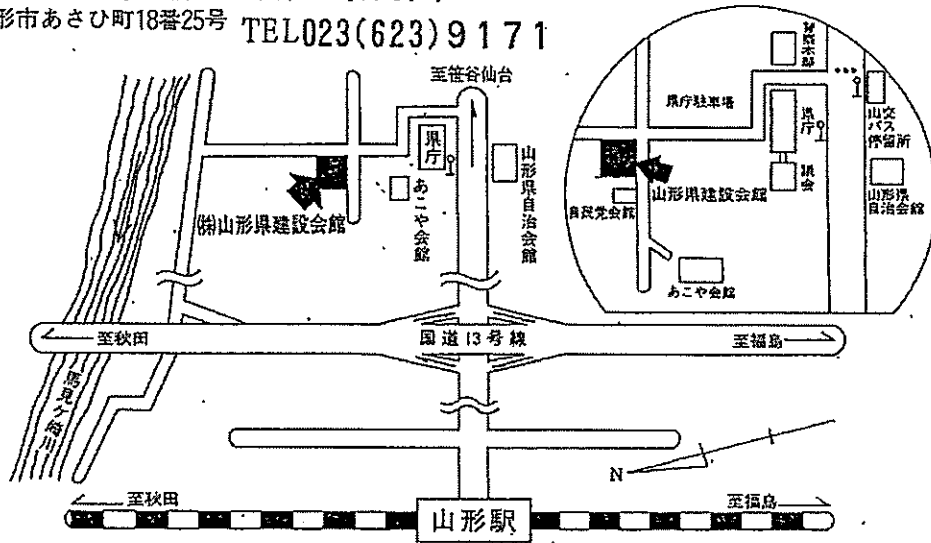 形市あさひ町18番25号 TEL023(623)9171
至笹谷仙台
県庁
山形県自治会館
あこや会館
㈱山形県建設会館
警察本部
県庁駐車場
県庁
山交バス停留所
県会
山形県自治会館
山形県建設会館
自民党会館
あこや会館
至秋田
国道13号線
至福島
馬見ケ崎川
N
至秋田
山形駅
至福島